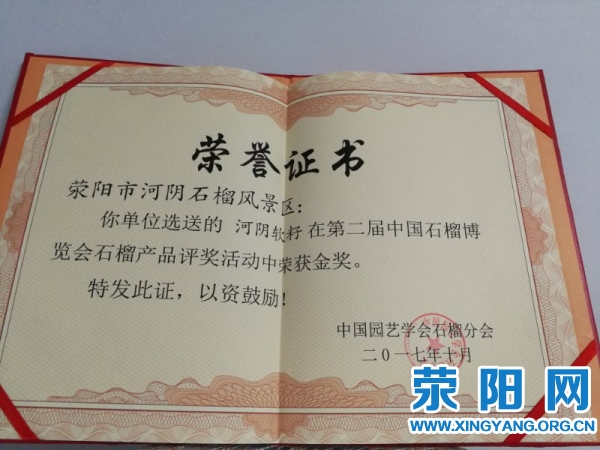 荣誉证书
荥阳市河阴石榴风景区：
你单位选送的 河阴软籽 在第二届中国石榴博
览会石榴产品评奖活动中荣获金奖。
特发此证，以资鼓励！
中国园艺学会石榴分会
二〇一七年十月
荥阳网
WWW.XINGYANG.ORG.CN